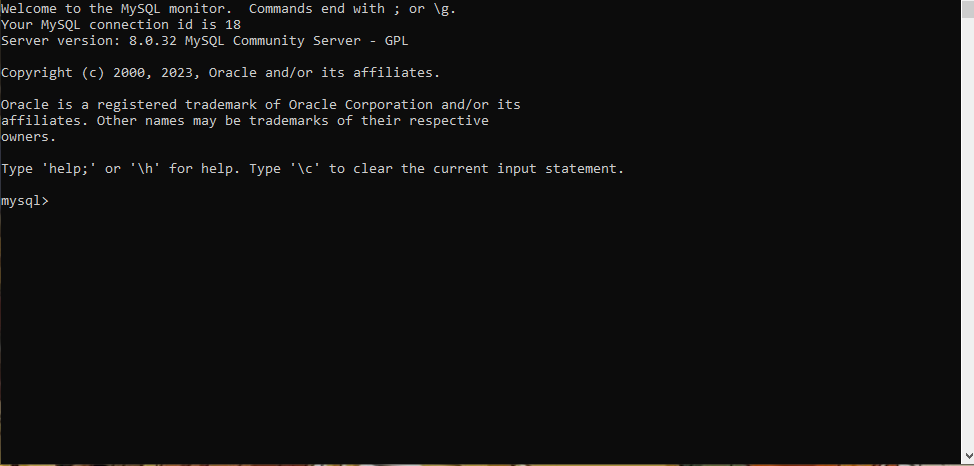 Welcome to the MySQL monitor.  Commands end with ; or \g.
Your MySQL connection id is 18
Server version: 8.0.32 MySQL Community Server - GPL
Copyright (c) 2000, 2023, Oracle and/or its affiliates.
Oracle is a registered trademark of Oracle Corporation and/or its
affiliates. Other names may be trademarks of their respective
owners.
Type 'help;' or '\h' for help. Type '\c' to clear the current input statement.
mysql>